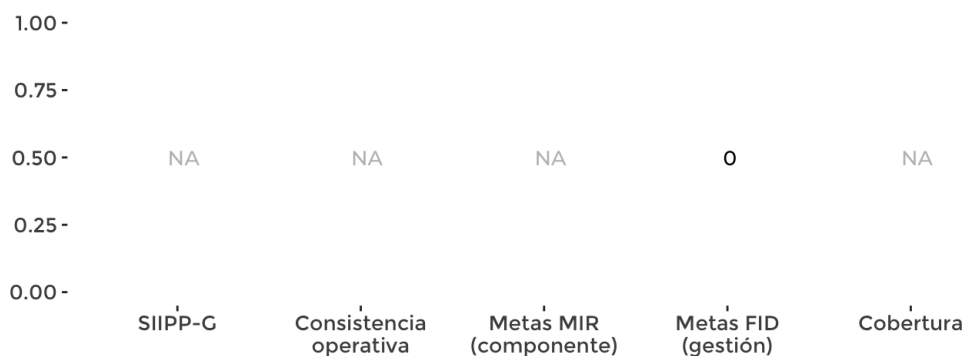 1.00
0.75
0.50
0.25
0.00
NA
NA
NA
0
NA
SIIPP-G
Consistencia
operativa
Metas MIR
(componente)
Metas FID
(gestión)
Cobertura